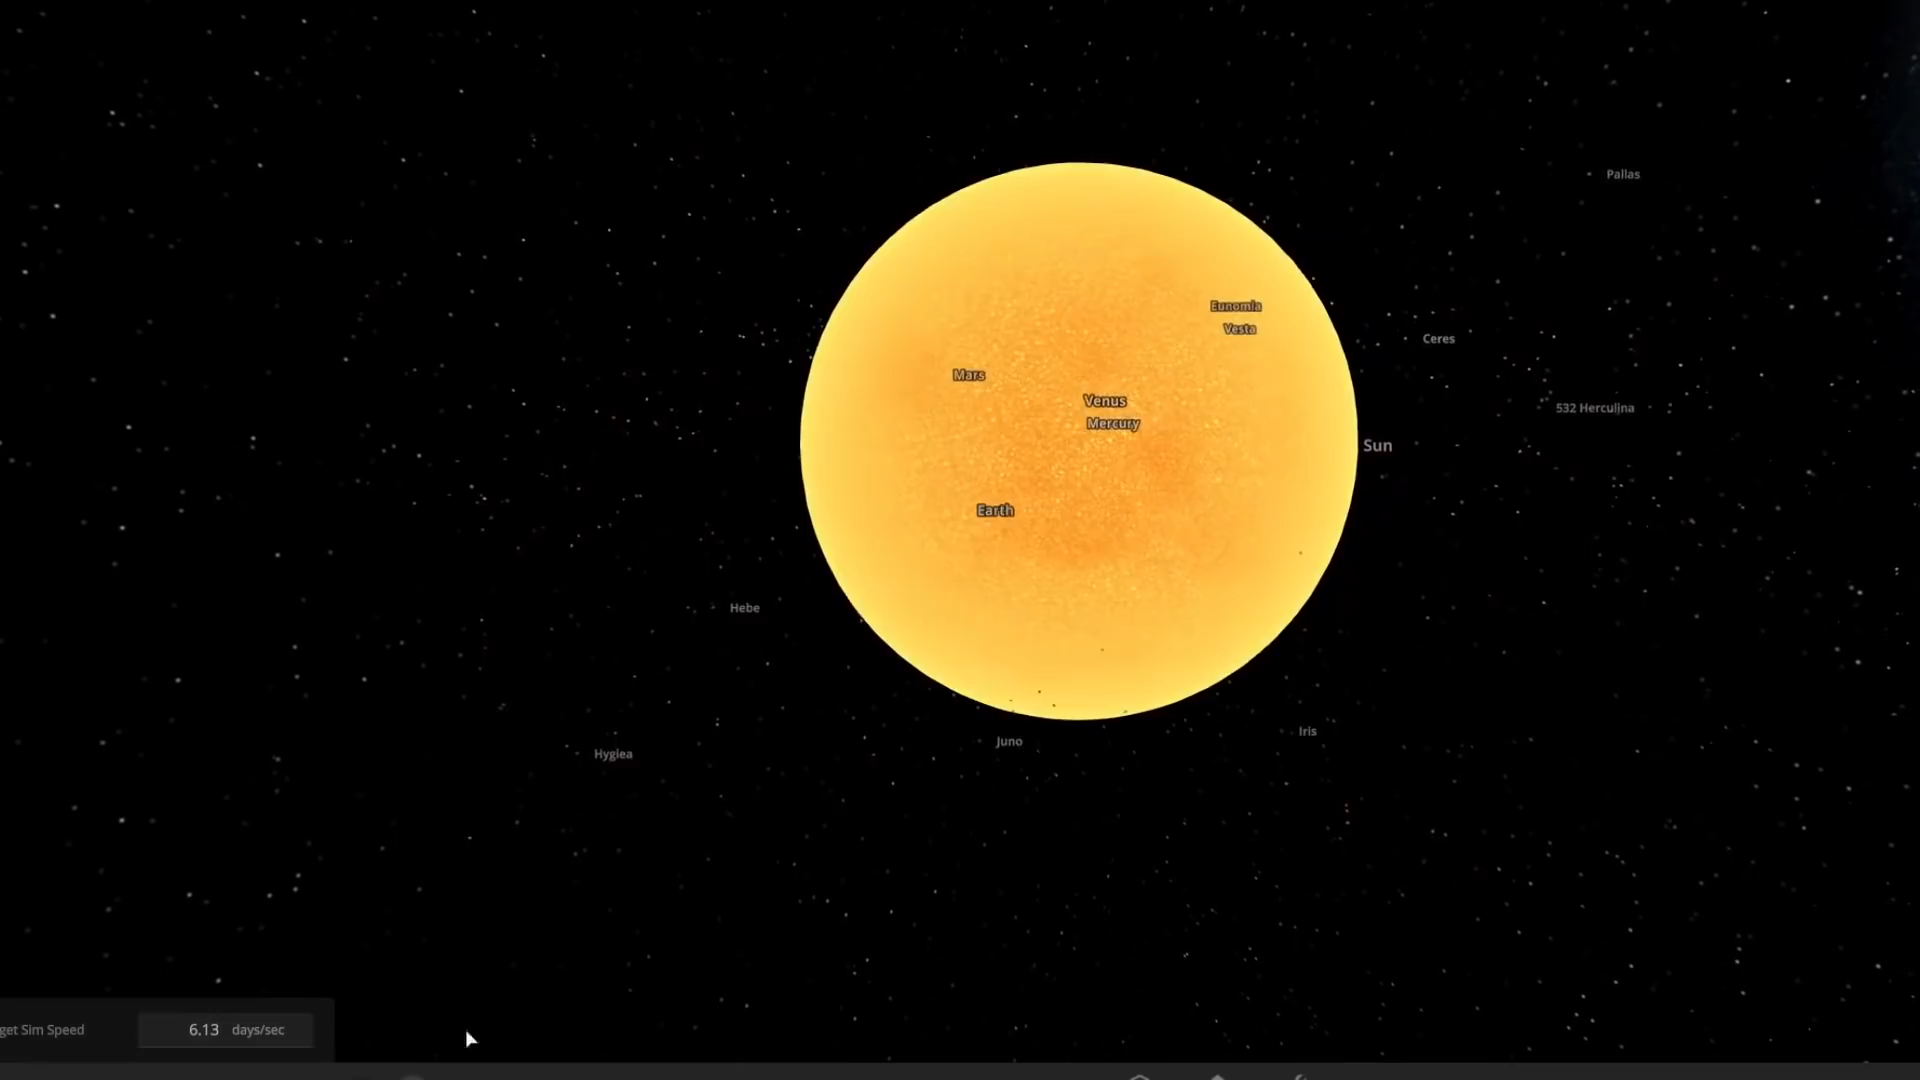 Pallas
Eunomia
Vesta
Ceres
Mars
Venus
532 Herculina
Mercury
Sun
Earth
Hebe
Iris
Juno
Hygiea
get Sim Speed 6.13 days/sec